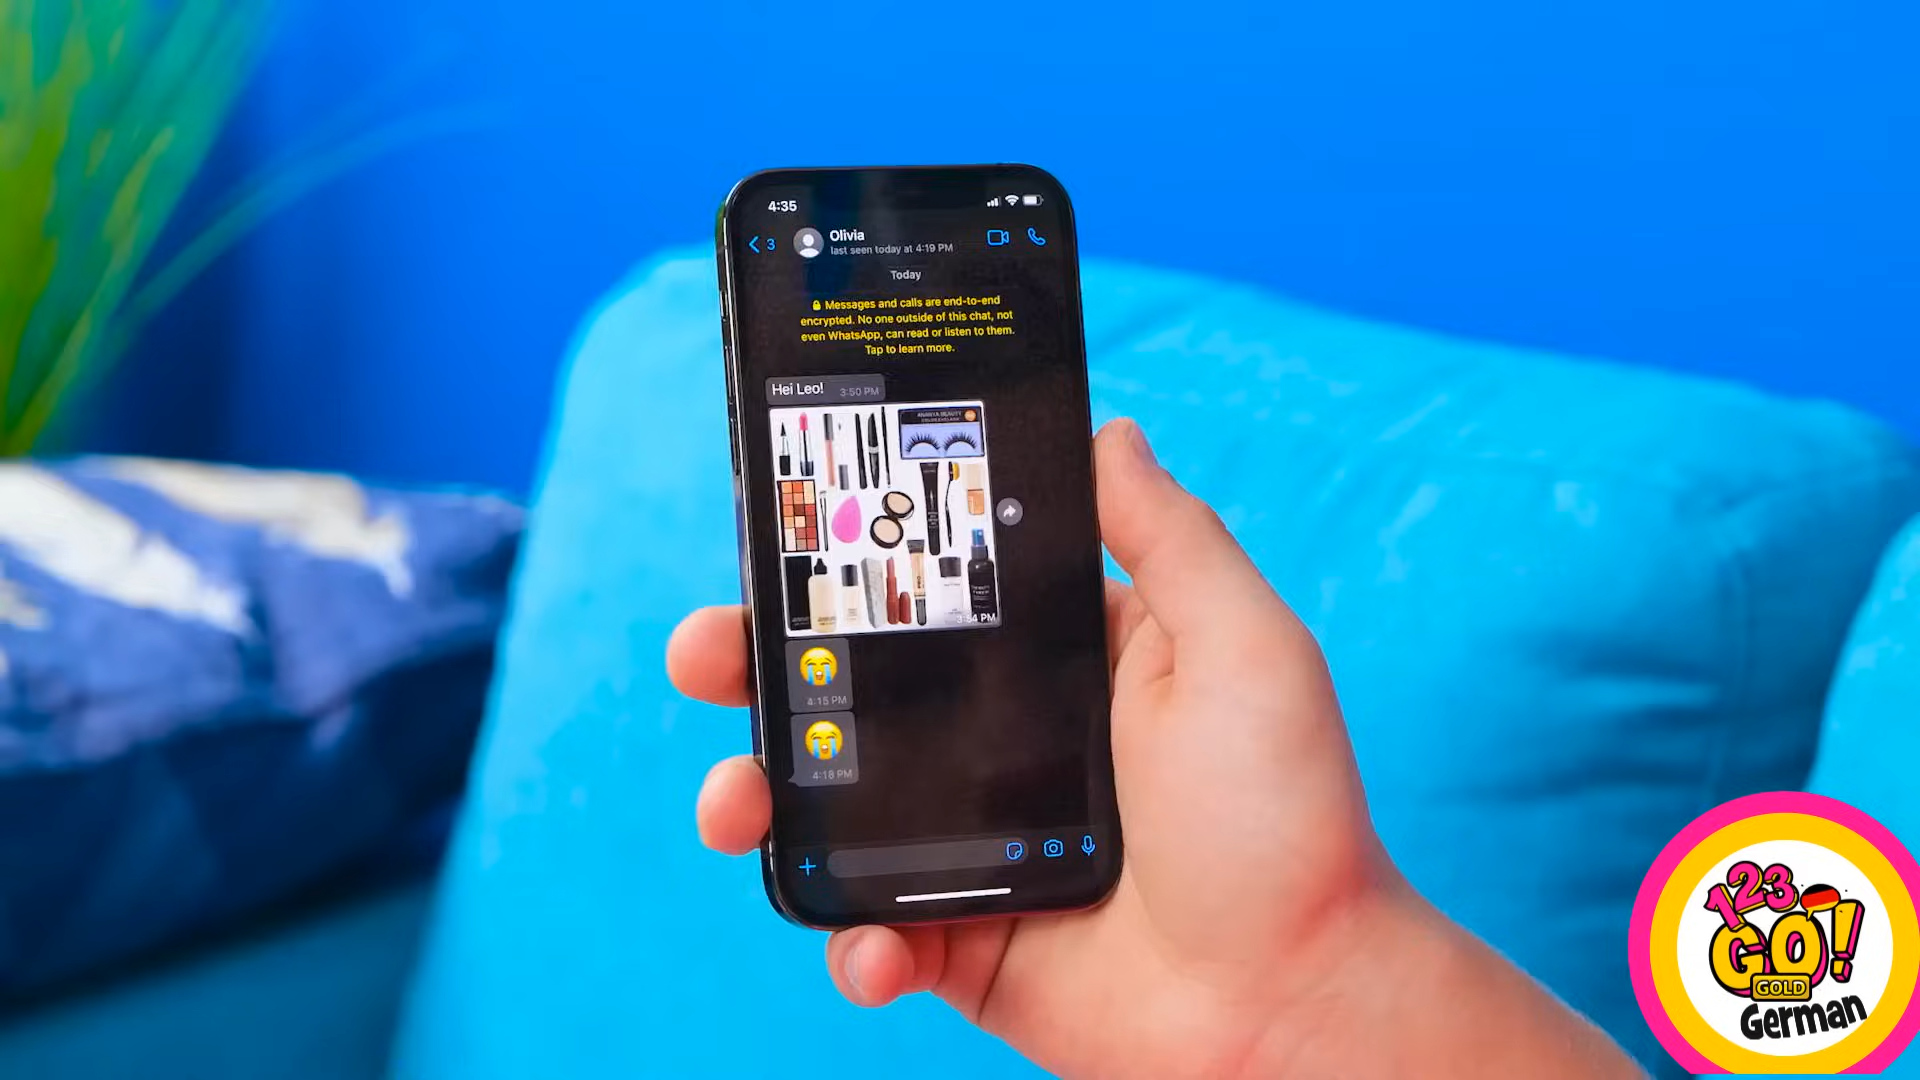 4:35
3
Olivia
last seen today at 4:19 PM
Today
Messages and calls are end-to-end
encrypted. No one outside of this chat, not
even WhatsApp, can read or listen to them.
Tap to learn more.
Hei Leo! 3:50 PM
ANANYA BEAUTY
3:54 PM
4:15 PM
4:18 PM
123
GO!
GOLD
German